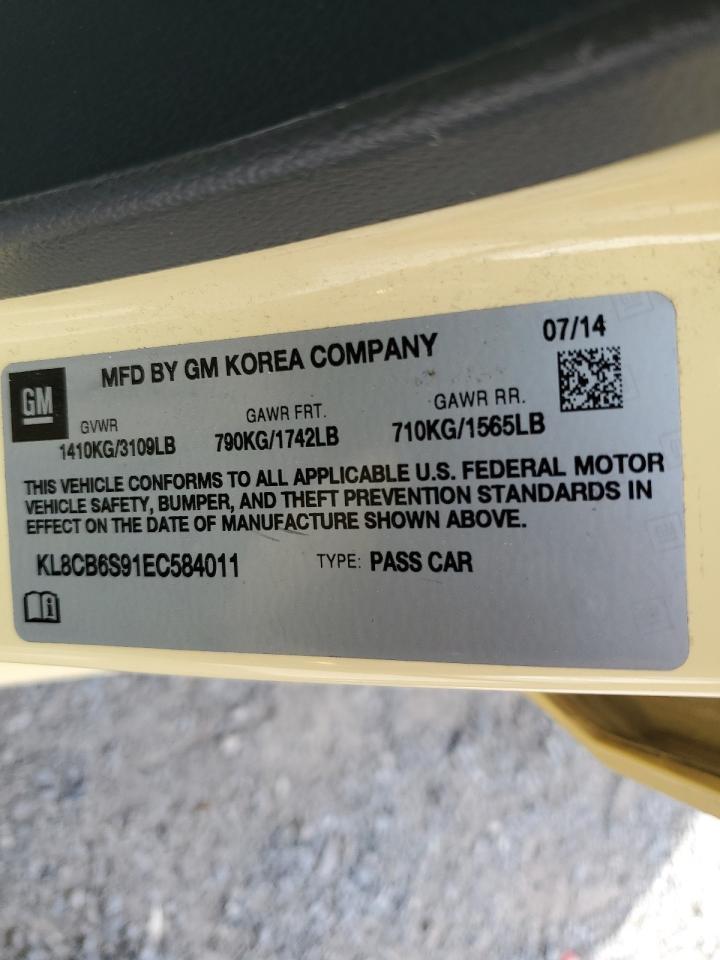 07/14
MFD BY GM KOREA COMPANY
GM
GVWR GAWR FRT. GAWR RR.
1410KG/3109LB 790KG/1742LB 710KG/1565LB
THIS VEHICLE CONFORMS TO ALL APPLICABLE U.S. FEDERAL MOTOR
VEHICLE SAFETY, BUMPER, AND THEFT PREVENTION STANDARDS IN
EFFECT ON THE DATE OF MANUFACTURE SHOWN ABOVE.
KL8CB6S91EC584011 TYPE: PASS CAR